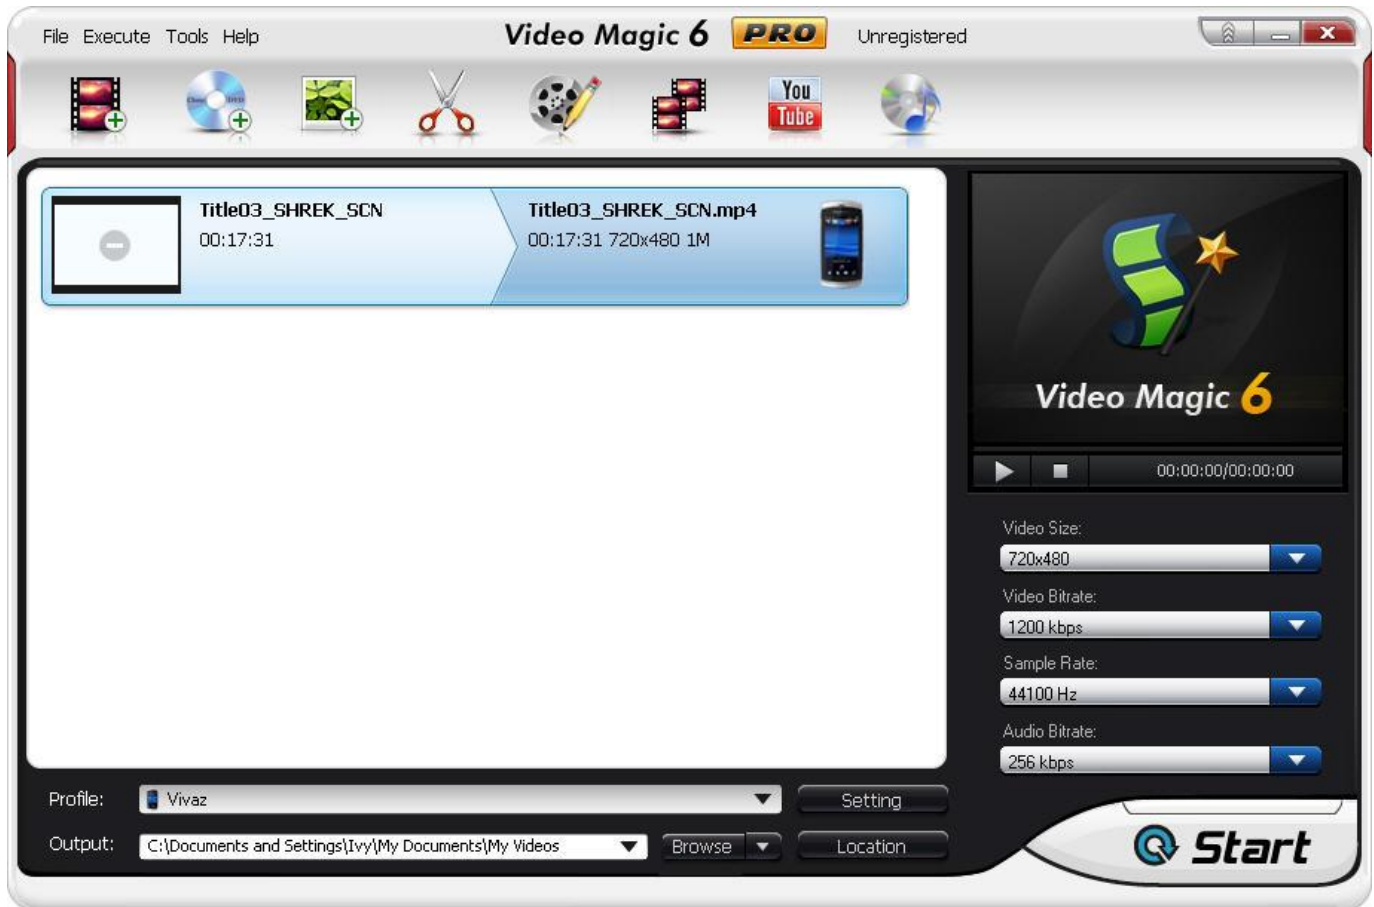 File Execute Tools Help
Video Magic 6 PRO Unregistered
You
Tube
Title03_SHREK_SCN
00:17:31
Title03_SHREK_SCN.mp4
00:17:31 720x480 1M
Video Magic 6
00:00:00/00:00:00
Video Size:
720x480
Video Bitrate:
1200 kbps
Sample Rate:
44100 Hz
Audio Bitrate:
256 kbps
Profile: Vivaz Setting
Output: C:\Documents and Settings\Ivy\My Documents\My Videos Browse Location
Start